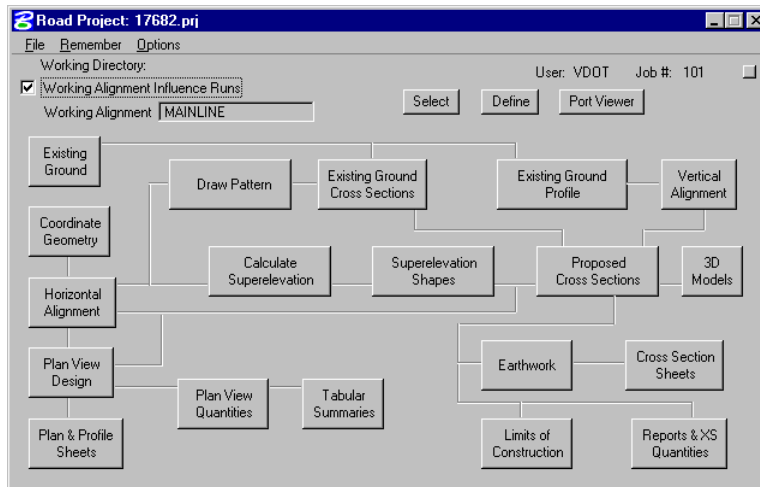 Road Project: 17682.prj
File Remember Options
Working Directory:
User: VDOT Job #: 101
Working Alignment Influence Runs
Working Alignment MAINLINE
Select Define Port Viewer
Existing
Ground
Draw Pattern
Existing Ground
Cross Sections
Existing Ground
Profile
Vertical
Alignment
Coordinate
Geometry
Calculate
Superelevation
Superelevation
Shapes
Proposed
Cross Sections
3D
Models
Horizontal
Alignment
Plan View
Design
Earthwork
Cross Section
Sheets
Plan View
Quantities
Tabular
Summaries
Plan & Profile
Sheets
Limits of
Construction
Reports & XS
Quantities